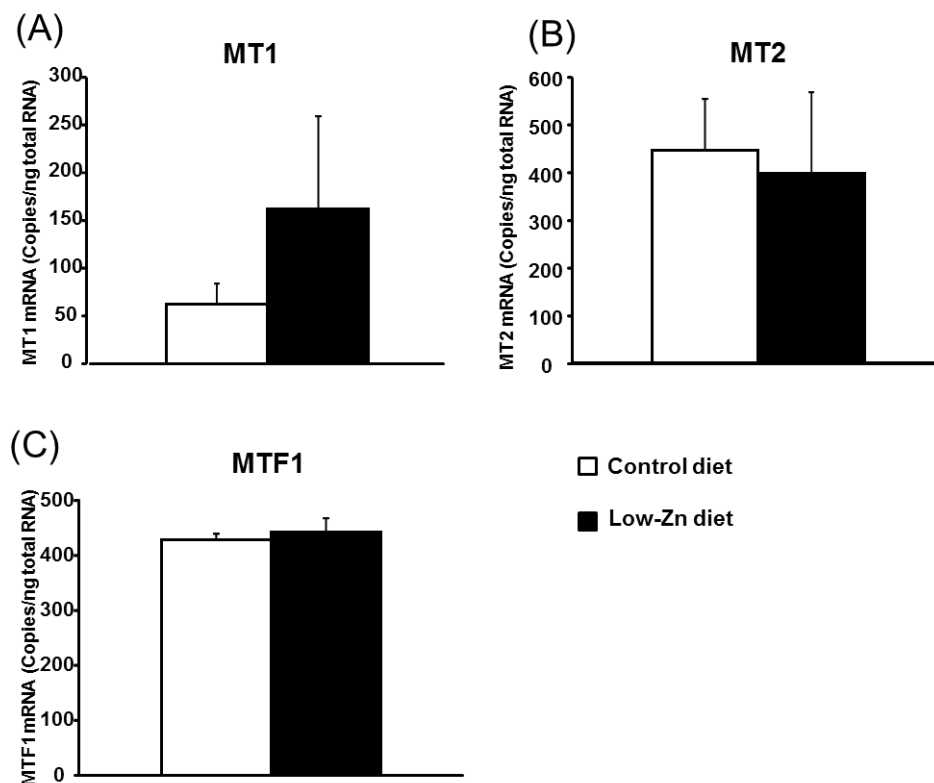 (A)
MT1
MT1 mRNA (Copies/ng total RNA)
300
250
200
150
100
50
0
(B)
MT2
MT2 mRNA (Copies/ng total RNA)
600
500
400
300
200
100
0
(C)
MTF1
MTF1 mRNA (Copies/ng total RNA)
500
400
300
200
100
0
Control diet
Low-Zn diet